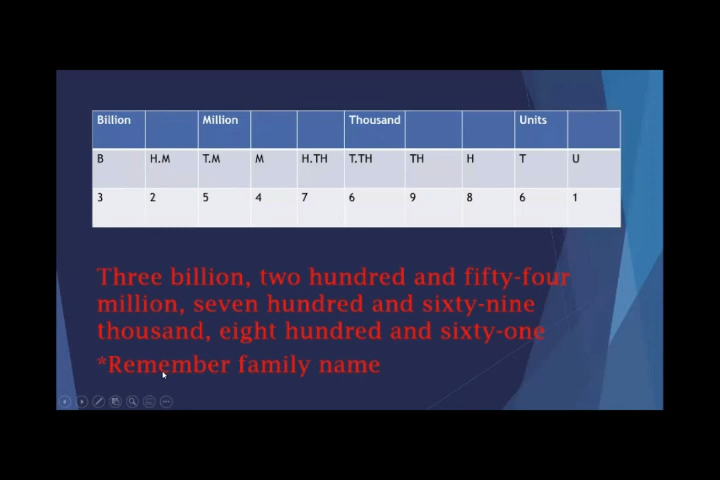 Billion Million Thousand Units
B H.M T.M M H.TH T.TH TH H T U
3 2 5 4 7 6 9 8 6 1
Three billion, two hundred and fifty-four
million, seven hundred and sixty-nine
thousand, eight hundred and sixty-one
*Remember family name